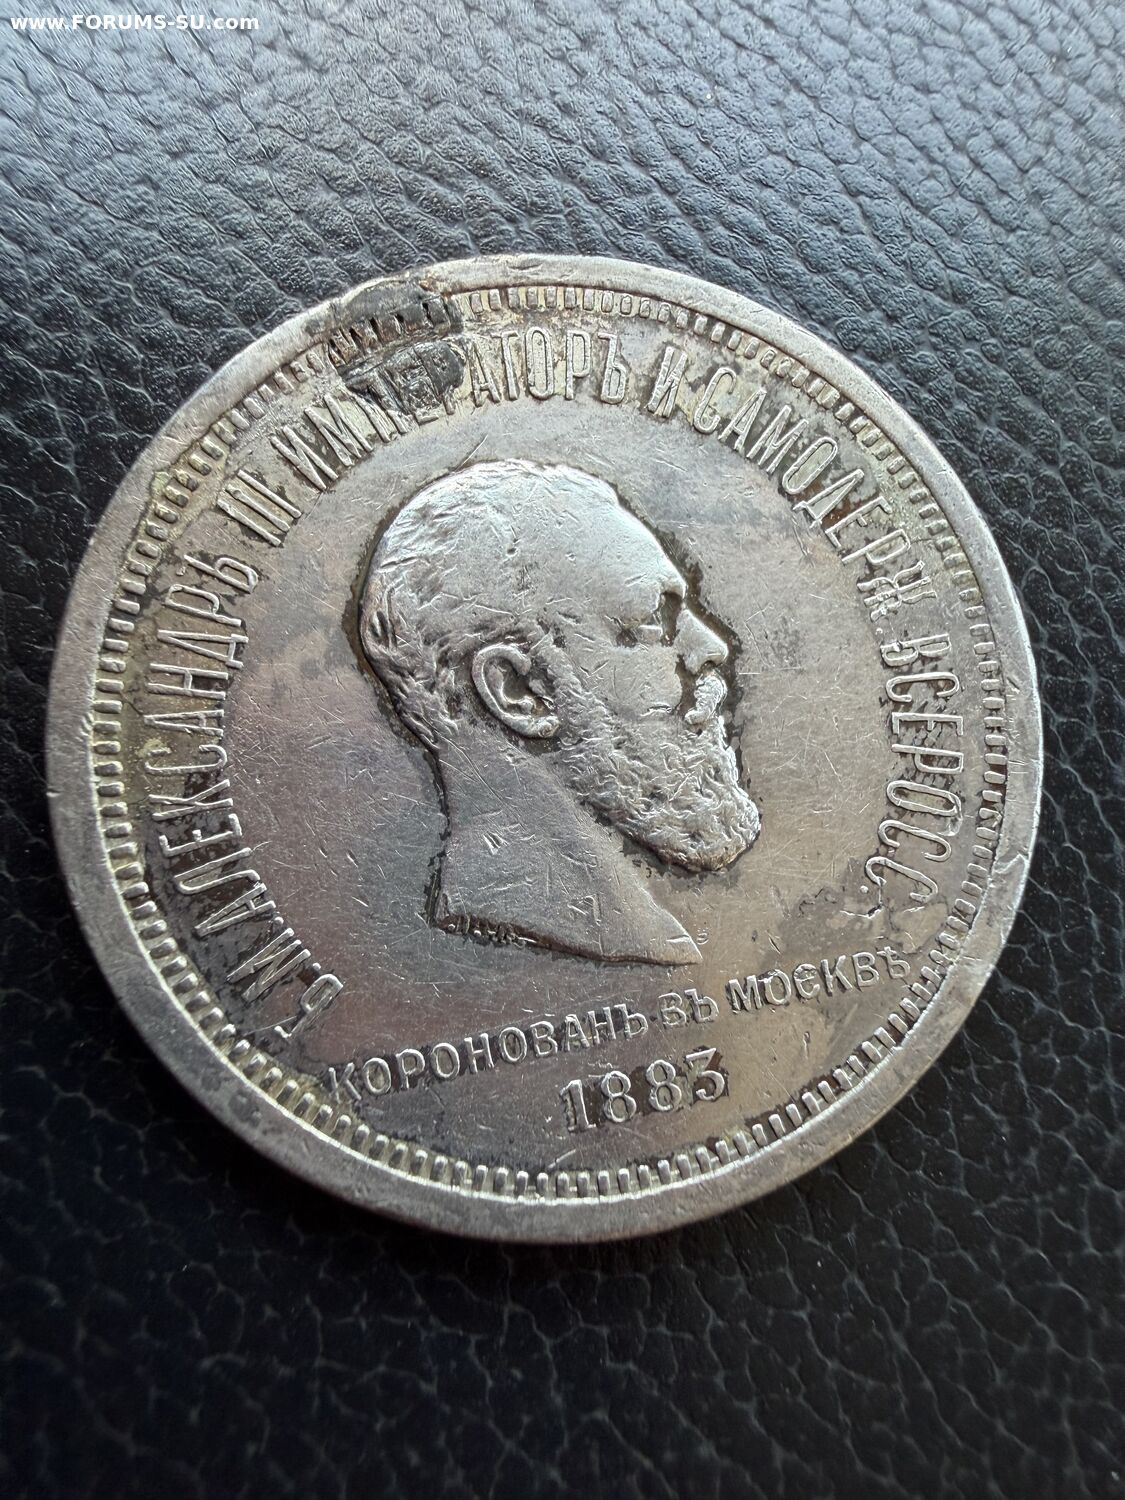 www.FORUMS-SU.com
Б.М.АЛЕКСАНДРЪ III ИМПЕРАТОРЪ И САМОДЕРЖ.ВСЕРОСС.
КОРОНОВАНЪ ВЪ МОСКВѢ
1883